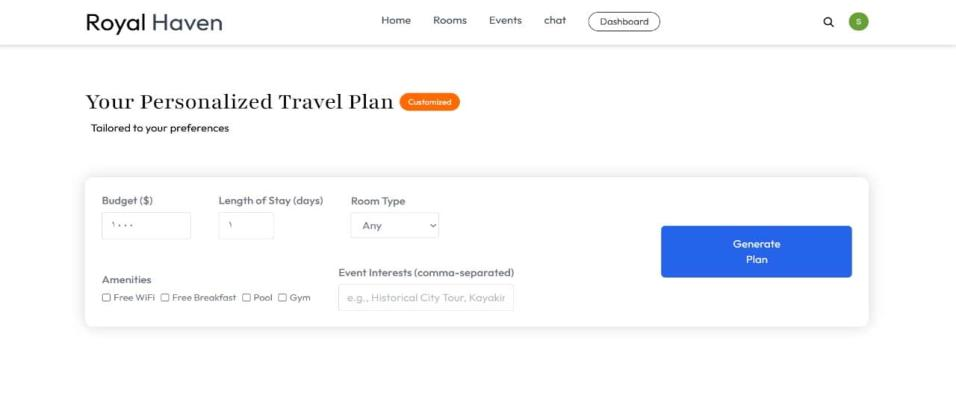 Royal Haven
Home Rooms Events chat Dashboard
S
Your Personalized Travel Plan Customized
Tailored to your preferences
Budget ($) Length of Stay (days) Room Type
١٠٠٠ ١ Any
Generate
Plan
Amenities
Free WiFi Free Breakfast Pool Gym
Event Interests (comma-separated)
e.g., Historical City Tour, Kayakir